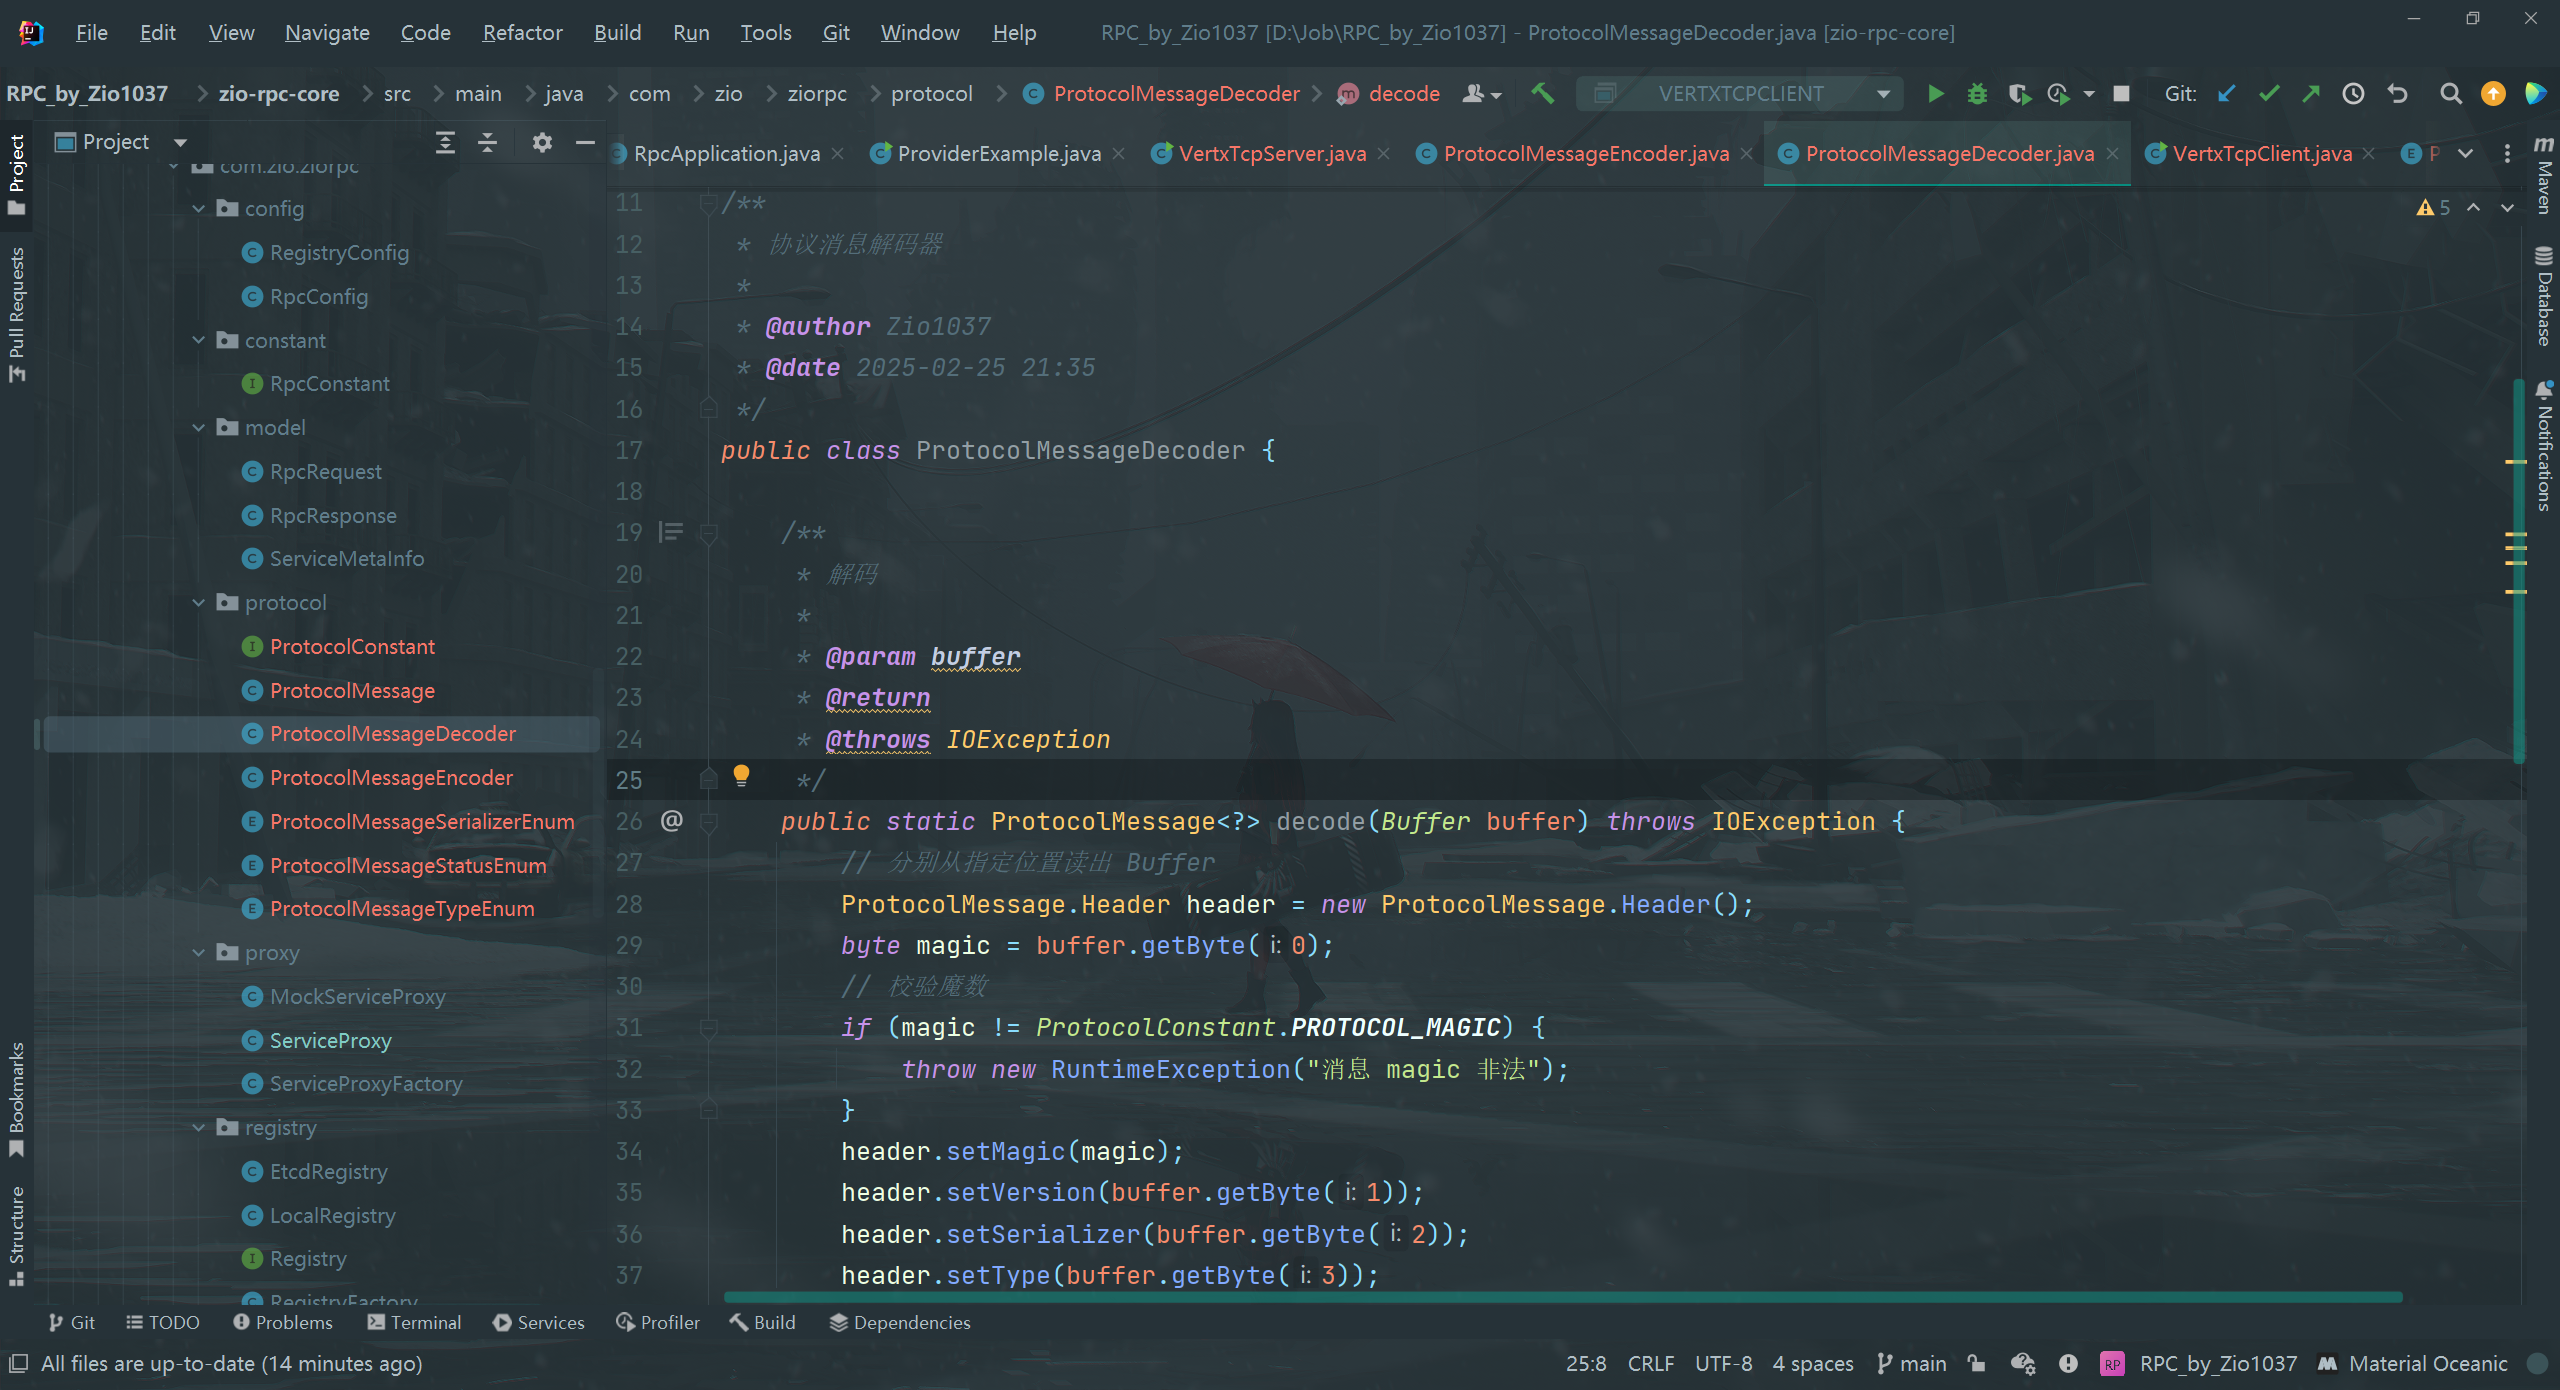 File Edit View Navigate Code Refactor Build Run Tools Git Window Help RPC_by_Zio1037 [D:\Job\RPC_by_Zio1037] - ProtocolMessageDecoder.java [zio-rpc-core]
RPC_by_Zio1037 zio-rpc-core src main java com zio ziorpc protocol ProtocolMessageDecoder decode VERTXTCPCLIENT Git:
Project
RpcApplication.java ProviderExample.java VertxTcpServer.java ProtocolMessageEncoder.java ProtocolMessageDecoder.java VertxTcpClient.java P
Project
Pull Requests
Bookmarks
Structure
com.zio.ziorpc
config
RegistryConfig
RpcConfig
constant
RpcConstant
model
RpcRequest
RpcResponse
ServiceMetaInfo
protocol
ProtocolConstant
ProtocolMessage
ProtocolMessageDecoder
ProtocolMessageEncoder
ProtocolMessageSerializerEnum
ProtocolMessageStatusEnum
ProtocolMessageTypeEnum
proxy
MockServiceProxy
ServiceProxy
ServiceProxyFactory
registry
EtcdRegistry
LocalRegistry
Registry
RegistryFactory
5
11 /**
12 * 协议消息解码器
13 *
14 * @author Zio1037
15 * @date 2025-02-25 21:35
16 */
17 public class ProtocolMessageDecoder {
18
19 /**
20 * 解码
21 *
22 * @param buffer
23 * @return
24 * @throws IOException
25 */
26 @ public static ProtocolMessage<?> decode(Buffer buffer) throws IOException {
27 // 分别从指定位置读出 Buffer
28 ProtocolMessage.Header header = new ProtocolMessage.Header();
29 byte magic = buffer.getByte( i: 0);
30 // 校验魔数
31 if (magic != ProtocolConstant.PROTOCOL_MAGIC) {
32 throw new RuntimeException("消息 magic 非法");
33 }
34 header.setMagic(magic);
35 header.setVersion(buffer.getByte( i: 1));
36 header.setSerializer(buffer.getByte( i: 2));
37 header.setType(buffer.getByte( i: 3));
Maven
Database
Notifications
Git TODO Problems Terminal Services Profiler Build Dependencies
All files are up-to-date (14 minutes ago) 25:8 CRLF UTF-8 4 spaces main RP RPC_by_Zio1037 Material Oceanic